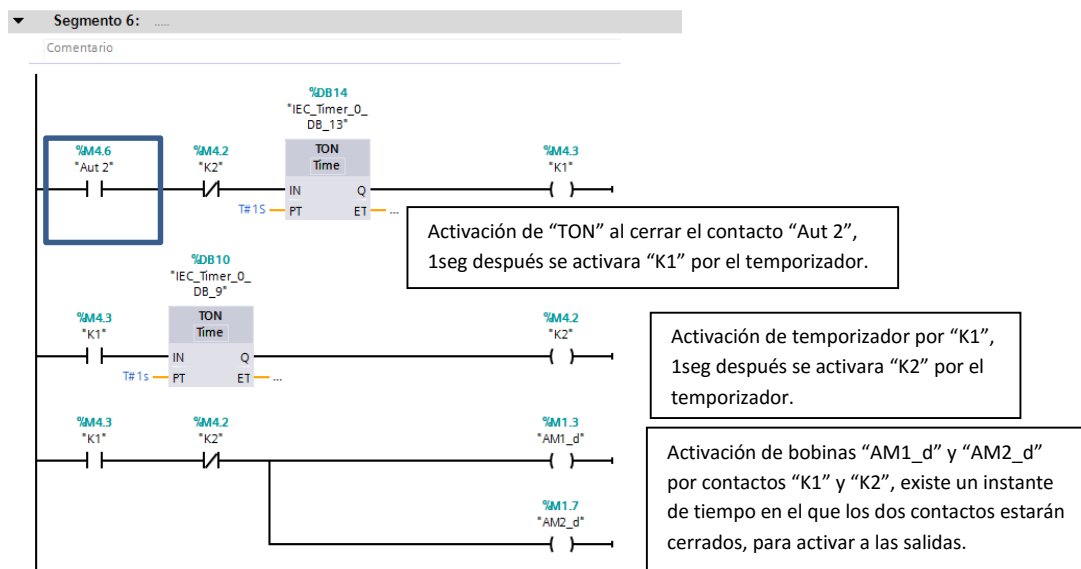 Segmento 6: .....
Comentario
%DB14
"IEC_Timer_0_
DB_13"
%M4.6
"Aut 2"
%M4.2
"K2"
TON
Time
%M4.3
"K1"
IN
Q
T#1S
PT
ET
...
Activación de “TON” al cerrar el contacto “Aut 2”,
1seg después se activara “K1” por el temporizador.
%DB10
"IEC_Timer_0_
DB_9"
%M4.3
"K1"
TON
Time
%M4.2
"K2"
IN
Q
T#1s
PT
ET
...
Activación de temporizador por “K1”,
1seg después se activara “K2” por el
temporizador.
%M4.3
"K1"
%M4.2
"K2"
%M1.3
"AM1_d"
%M1.7
"AM2_d"
Activación de bobinas “AM1_d” y “AM2_d”
por contactos “K1” y “K2”, existe un instante
de tiempo en el que los dos contactos estarán
cerrados, para activar a las salidas.